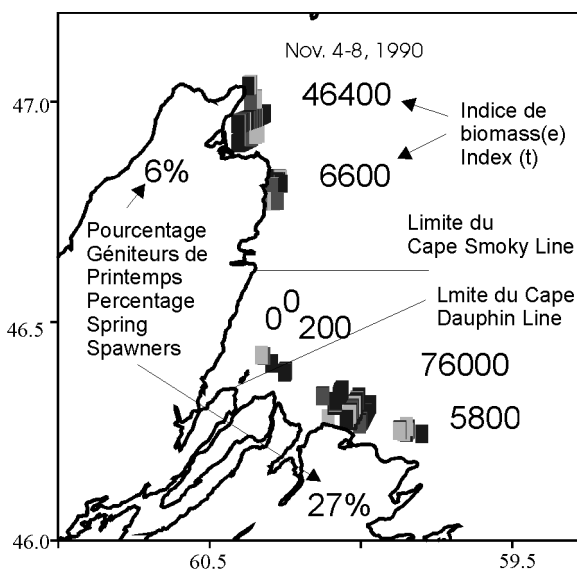 Nov. 4-8, 1990
47.0
46400
Indice de
biomass(e)
Index (t)
6%
6600
Pourcentage
Géniteurs de
Printemps
Percentage
Spring
Spawners
Limite du
Cape Smoky Line
Lmite du Cape
Dauphin Line
46.5
0
0
200
76000
5800
27%
46.0
60.5
59.5